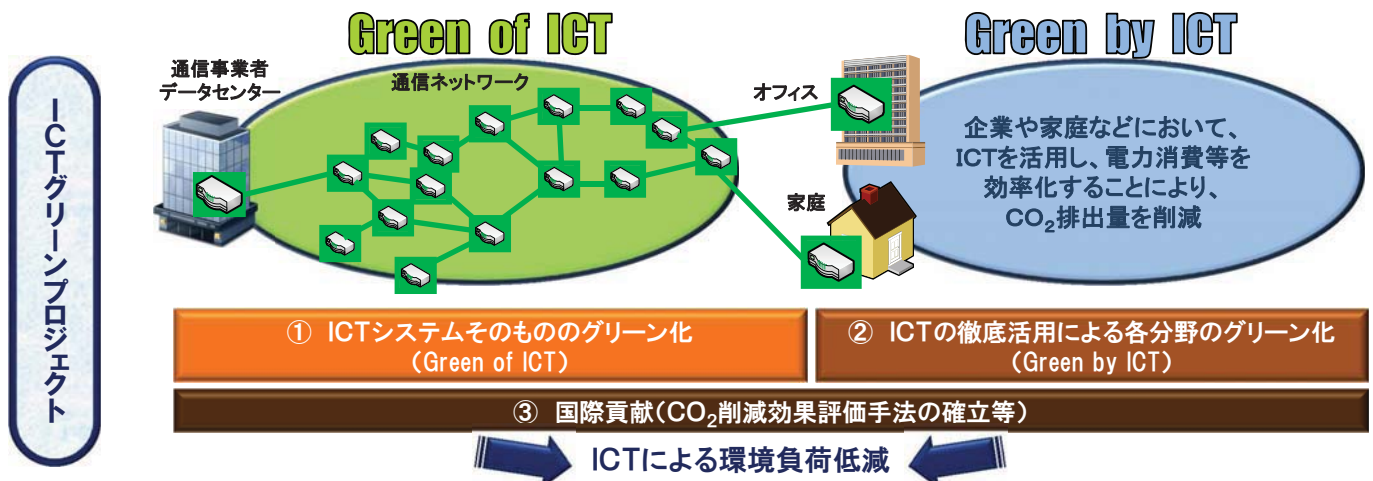 ICTグリーンプロジェクト
Green of ICT
Green by ICT
通信事業者
データセンター
通信ネットワーク
オフィス
家庭
企業や家庭などにおいて、
ICTを活用し、電力消費等を
効率化することにより、
CO₂排出量を削減
① ICTシステムそのもののグリーン化
（Green of ICT）
② ICTの徹底活用による各分野のグリーン化
（Green by ICT）
③ 国際貢献（CO₂削減効果評価手法の確立等）
ICTによる環境負荷低減